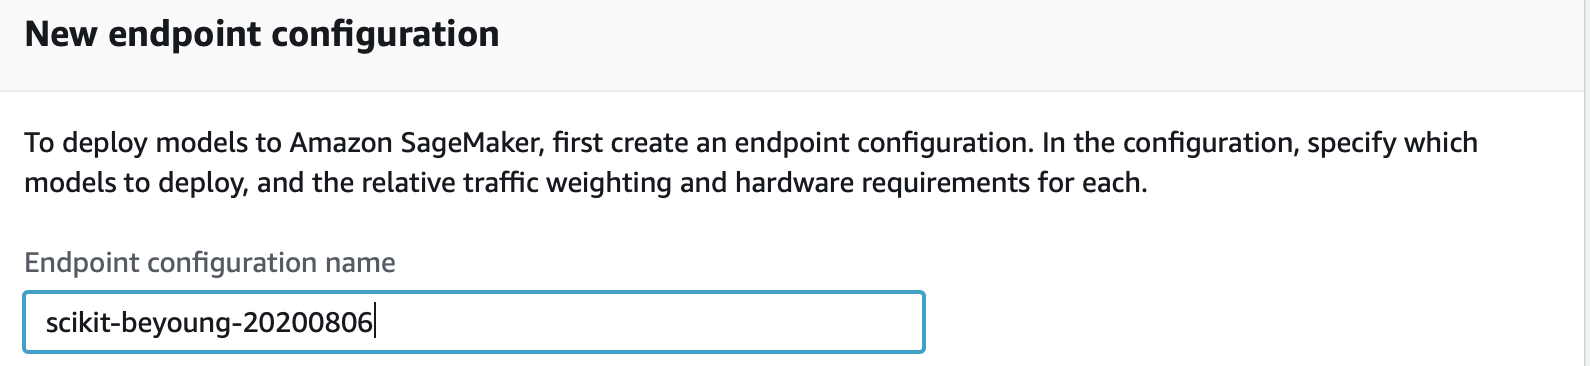 New endpoint configuration
To deploy models to Amazon SageMaker, first create an endpoint configuration. In the configuration, specify which
models to deploy, and the relative traffic weighting and hardware requirements for each.
Endpoint configuration name
scikit-beyoung-20200806